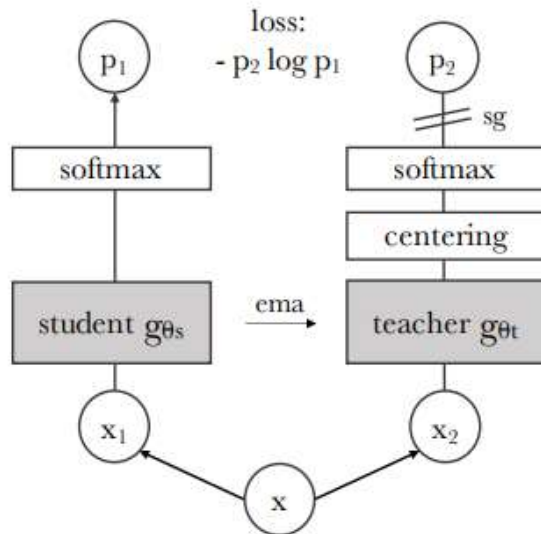 loss:
- p₂ log p₁
p₁
p₂
sg
softmax
softmax
centering
student gθs
ema
teacher gθt
x₁
x₂
x